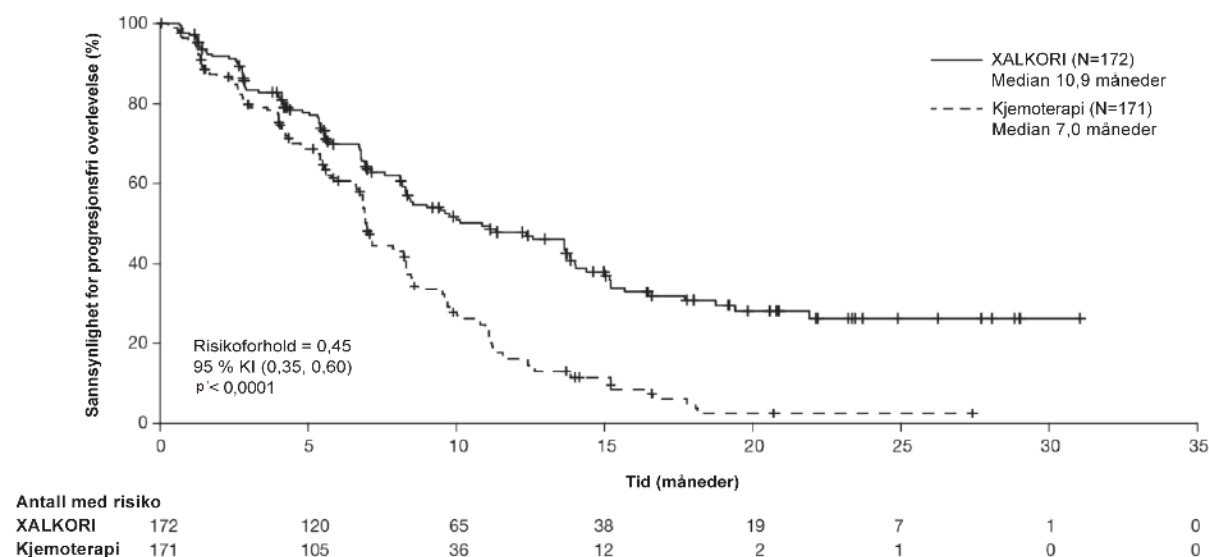 Sannsynlighet for progresjonsfri overlevelse (%)
100
80
60
40
20
0
XALKORI (N=172)
Median 10,9 måneder
Kjemoterapi (N=171)
Median 7,0 måneder
Risikoforhold = 0,45
95 % KI (0,35, 0,60)
p < 0,0001
0 5 10 15 20 25 30 35
Tid (måneder)
Antall med risiko
XALKORI 172 120 65 38 19 7 1 0
Kjemoterapi 171 105 36 12 2 1 0 0